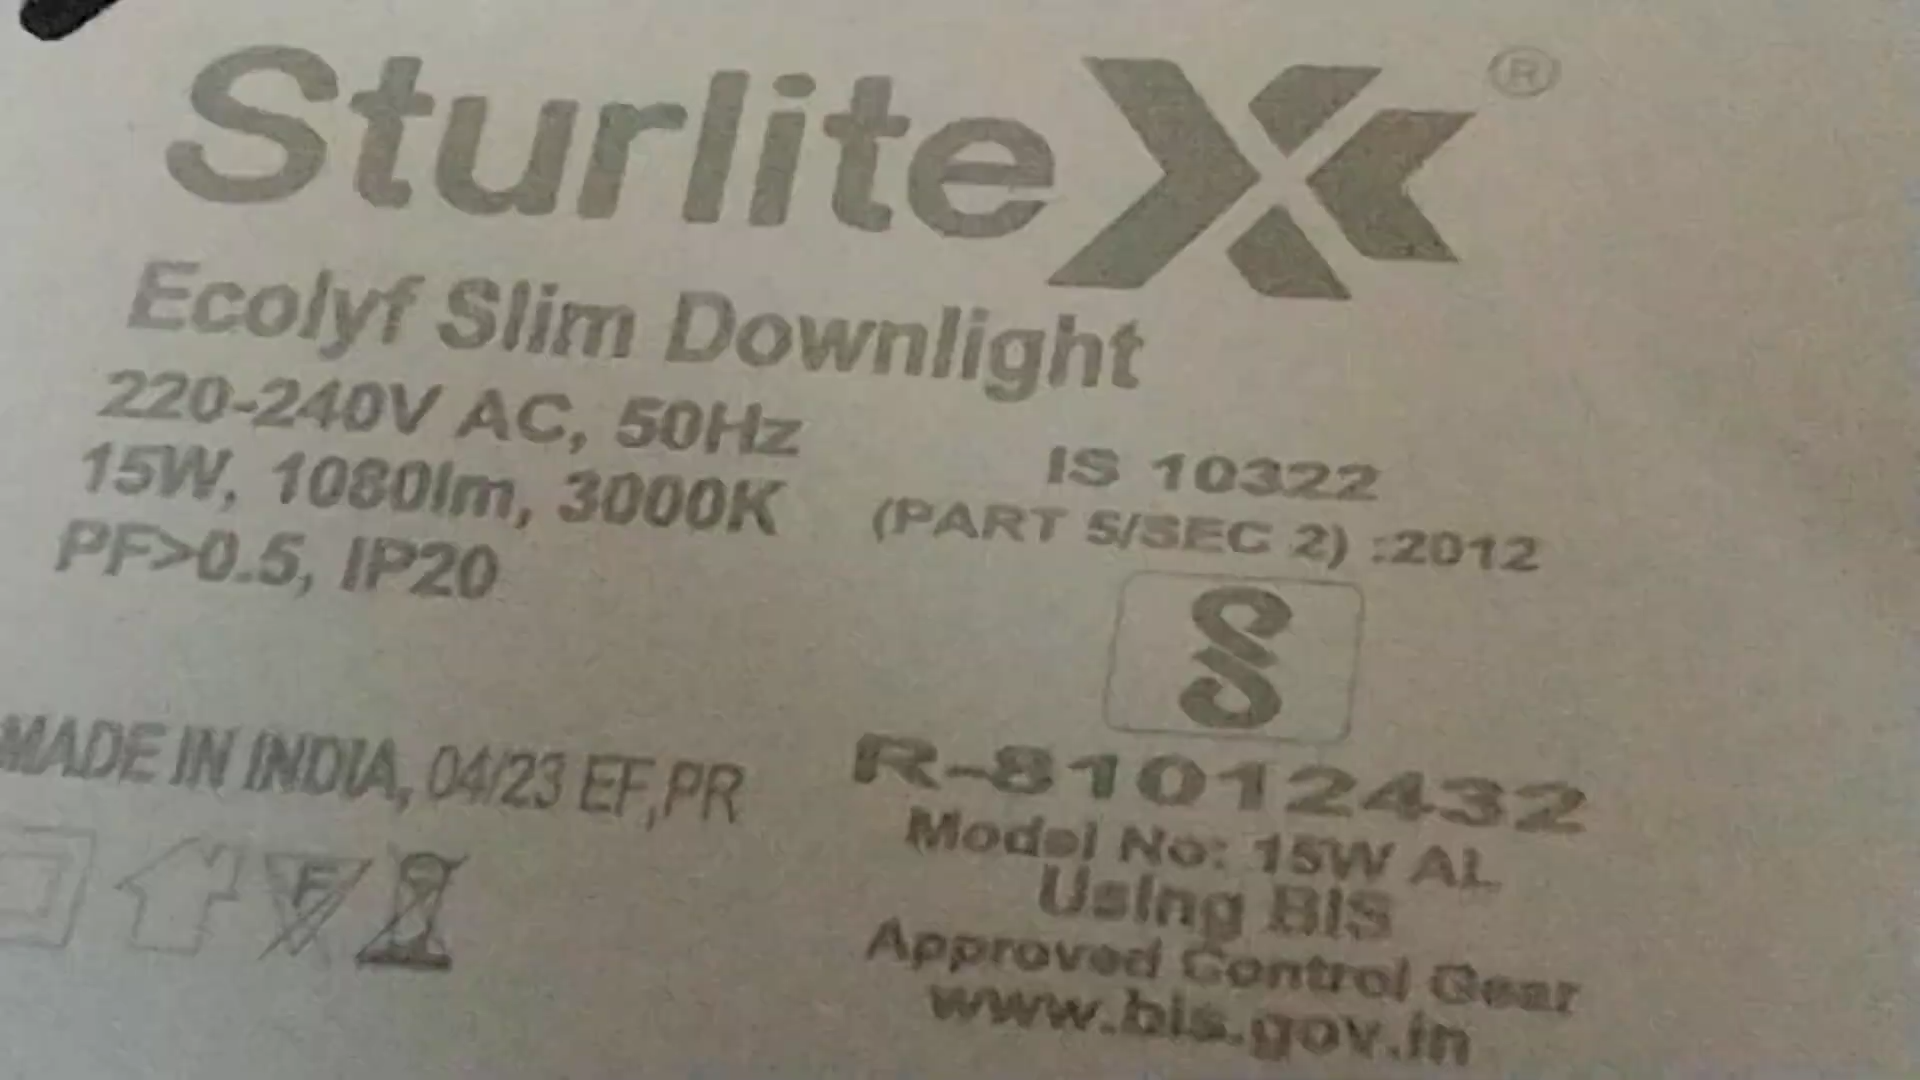 Sturlite X ®
Ecolyf Slim Downlight
220-240V AC, 50Hz
15W, 1080lm, 3000K
PF>0.5, IP20
IS 10322
(PART 5/SEC 2) :2012
R-81012432
Model No: 15W AL
Using BIS
Approved Control Gear
www.bis.gov.in
MADE IN INDIA, 04/23 EF,PR
F